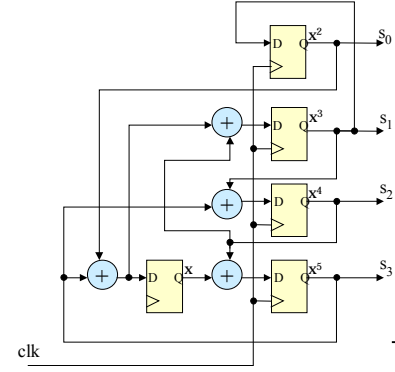 D Q x² s₀
+ D Q x³ s₁
+ D Q x⁴ s₂
+ D Q x + D Q x⁵ s₃
clk